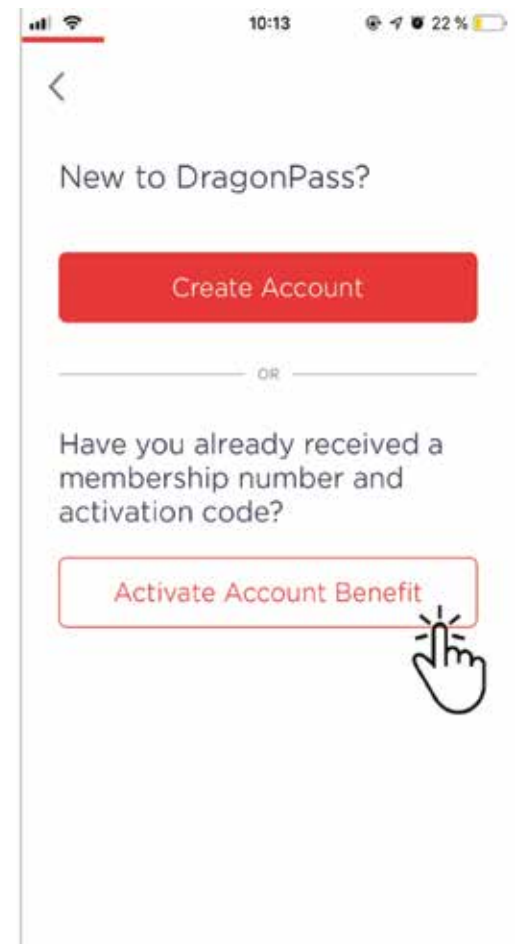 10:13
22 %
New to DragonPass?
Create Account
OR
Have you already received a
membership number and
activation code?
Activate Account Benefit